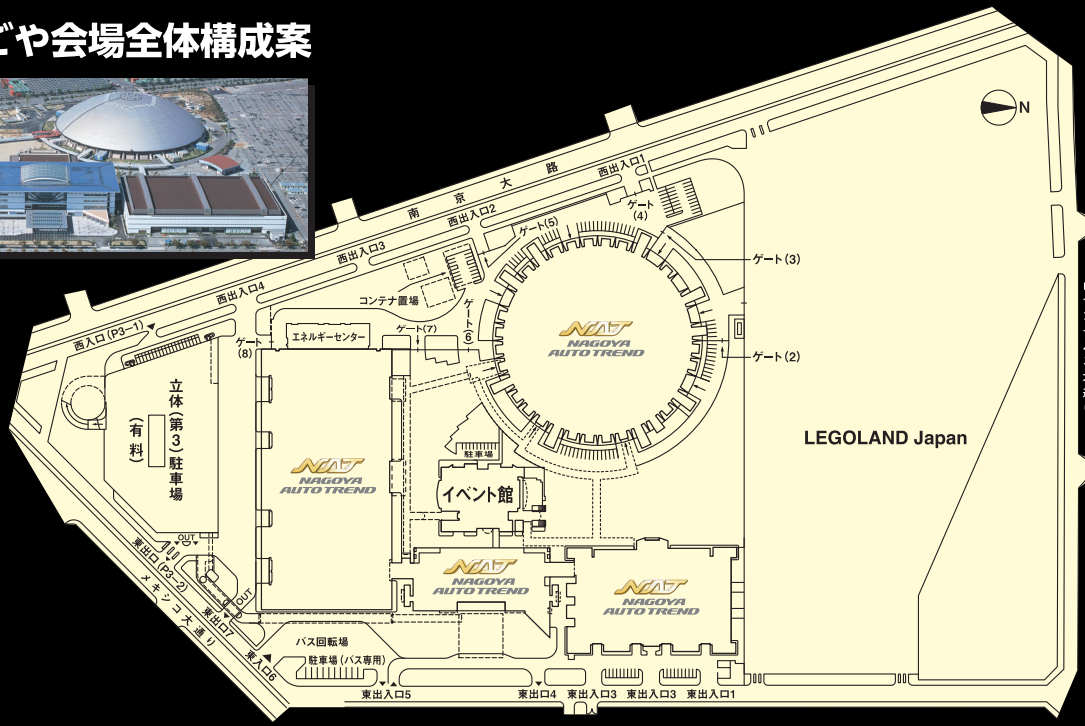 ごや会場全体構成案
N
南京大路
西出入口1
西出入口2
西出入口3
西出入口4
西入口(P3-1)
ゲート(4)
ゲート(5)
ゲート(3)
ゲート(2)
コンテナ置場
ゲート(6
ゲート(7)
エネルギーセンター
ゲート(8)
NAT
NAGOYA
AUTO TREND
立体(第3)駐車場
(有料)
NAT
NAGOYA
AUTO TREND
LEGOLAND Japan
駐車場
イベント館
NAT
NAGOYA
AUTO TREND
NAT
NAGOYA
AUTO TREND
OUT
東出口(P3-2)
OUT
東出口7
メキシコ大通り
東入口6
バス回転場
駐車場(バス専用)
東出入口5
東出口4
東出入口3
東出入口3
東出入口1